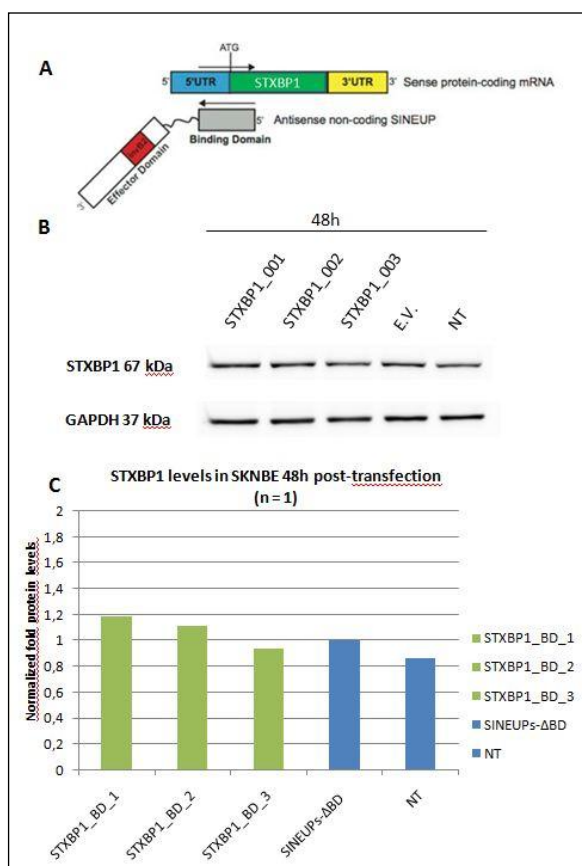 A
ATG
5' 5'UTR STXBP1 3'UTR 3' Sense protein-coding mRNA
5' Antisense non-coding SINEUP
Binding Domain
InvB2
Effector Domain
3'
B
48h
STXBP1_001 STXBP1_002 STXBP1_003 E.V. NT
STXBP1 67 kDa
GAPDH 37 kDa
C
STXBP1 levels in SKNBE 48h post-transfection
(n = 1)
Normalized fold protein levels
2
1,8
1,6
1,4
1,2
1
0,8
0,6
0,4
0,2
0
STXBP1_BD_1 STXBP1_BD_2 STXBP1_BD_3 SINEUPs-ΔBD NT
STXBP1_BD_1
STXBP1_BD_2
STXBP1_BD_3
SINEUPs-ΔBD
NT